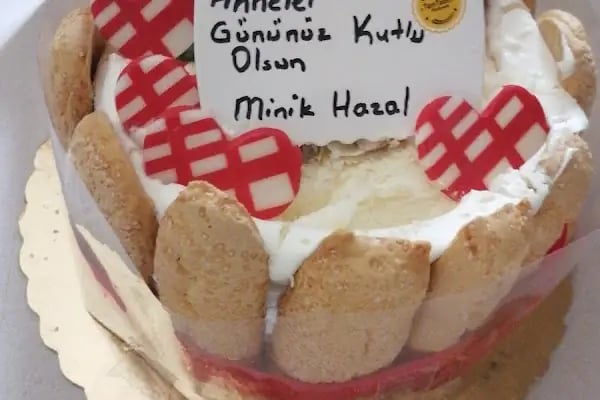 Anneler
Gününüz Kutlu
Olsun
Minik Hazal